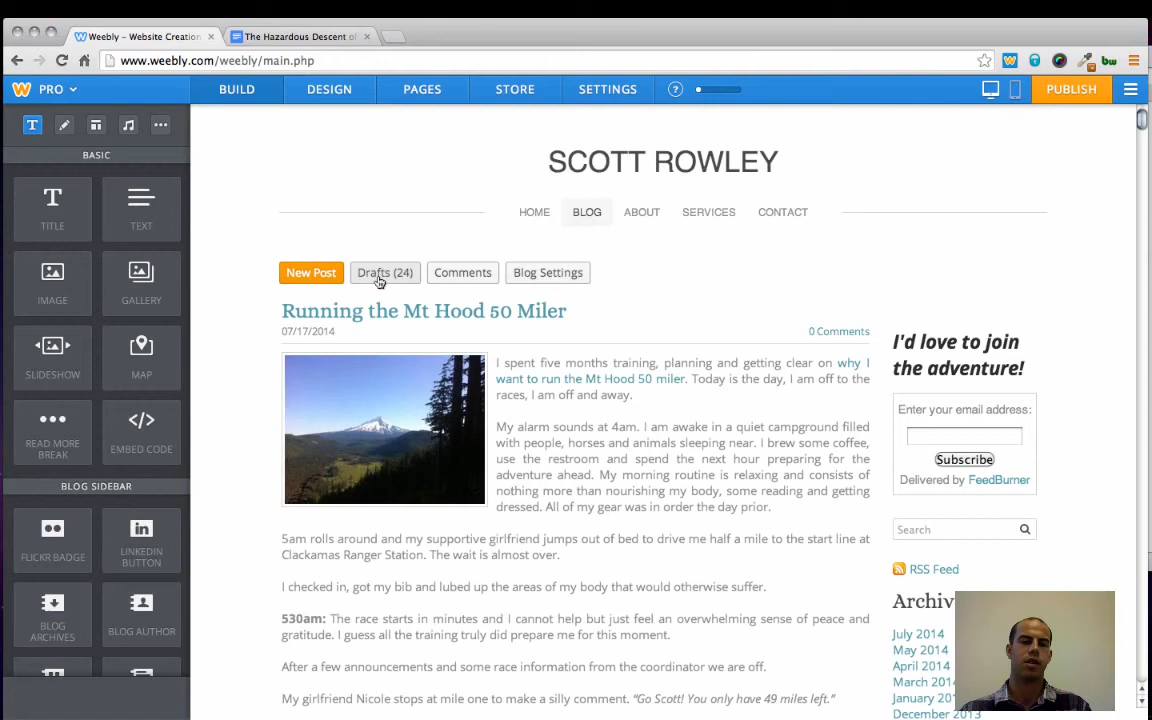 Weebly - Website Creation
The Hazardous Descent of
www.weebly.com/weebly/main.php
bw
PRO
BUILD
DESIGN
PAGES
STORE
SETTINGS
?
PUBLISH
T
BASIC
T
TITLE
TEXT
IMAGE
GALLERY
SLIDESHOW
MAP
READ MORE
BREAK
EMBED CODE
BLOG SIDEBAR
FLICKR BADGE
in
LINKEDIN
BUTTON
BLOG
ARCHIVES
BLOG AUTHOR
SCOTT ROWLEY
HOME
BLOG
ABOUT
SERVICES
CONTACT
New Post
Drafts (24)
Comments
Blog Settings
Running the Mt Hood 50 Miler
07/17/2014
0 Comments
I spent five months training, planning and getting clear on why I
want to run the Mt Hood 50 miler. Today is the day, I am off to the
races, I am off and away.
My alarm sounds at 4am. I am awake in a quiet campground filled
with people, horses and animals sleeping near. I brew some coffee,
use the restroom and spend the next hour preparing for the
adventure ahead. My morning routine is relaxing and consists of
nothing more than nourishing my body, some reading and getting
dressed. All of my gear was in order the day prior.
5am rolls around and my supportive girlfriend jumps out of bed to drive me half a mile to the start line at
Clackamas Ranger Station. The wait is almost over.
I checked in, got my bib and lubed up the areas of my body that would otherwise suffer.
530am: The race starts in minutes and I cannot help but just feel an overwhelming sense of peace and
gratitude. I guess all the training truly did prepare me for this moment.
After a few announcements and some race information from the coordinator we are off.
My girlfriend Nicole stops at mile one to make a silly comment. "Go Scott! You only have 49 miles left."
I'd love to join
the adventure!
Enter your email address:
Subscribe
Delivered by FeedBurner
Search
RSS Feed
Archiv
July 2014
May 2014
April 2014
March 2014
January 20
December 2013